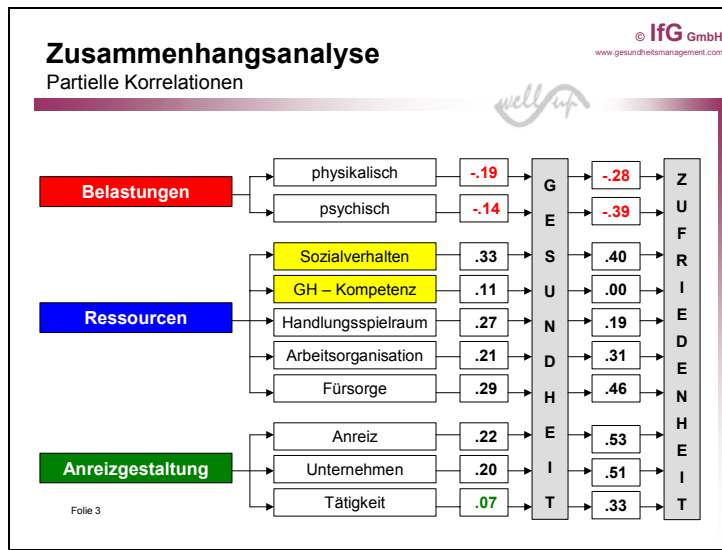 © IfG GmbH
www.gesundheitsmanagement.com
Zusammenhangsanalyse
Partielle Korrelationen
well up
Belastungen
physikalisch -.19 -.28
psychisch -.14 -.39
Ressourcen
Sozialverhalten .33 .40
GH – Kompetenz .11 .00
Handlungsspielraum .27 .19
Arbeitsorganisation .21 .31
Fürsorge .29 .46
Anreizgestaltung
Anreiz .22 .53
Unternehmen .20 .51
Tätigkeit .07 .33
GESUNDHEIT
ZUFRIEDENHEIT
Folie 3